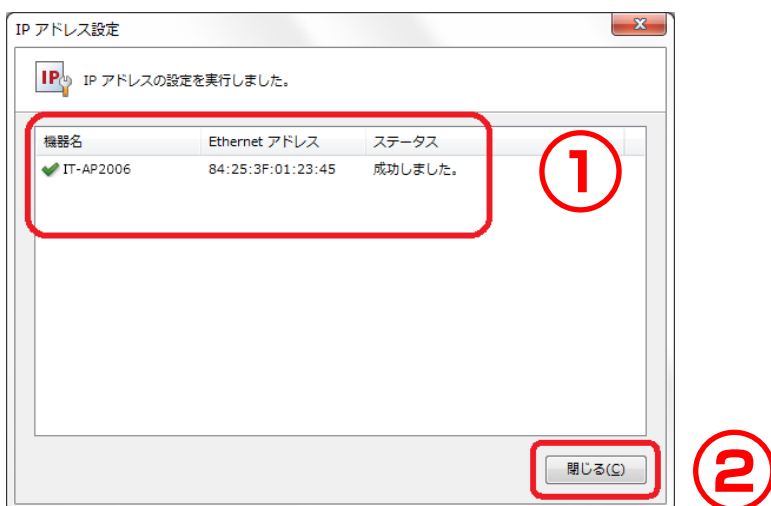 IP アドレス設定
IP
IP アドレスの設定を実行しました。
機器名 Ethernet アドレス ステータス
IT-AP2006 84:25:3F:01:23:45 成功しました。
①
閉じる(C)
②